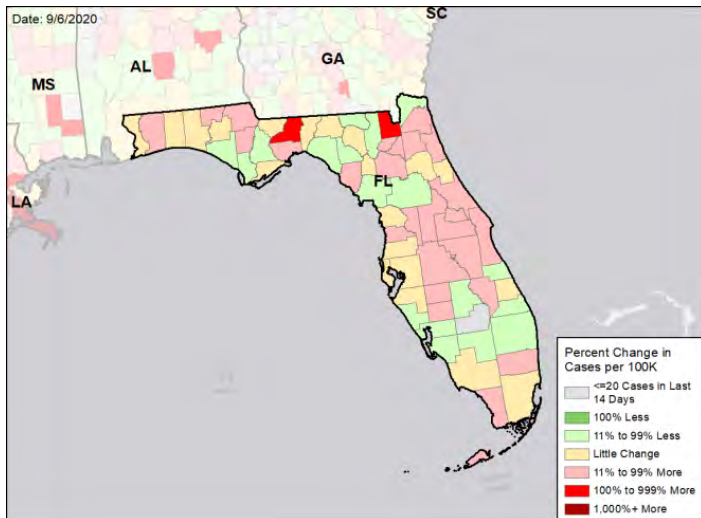 Date: 9/6/2020
SC
AL
GA
MS
LA
FL
Percent Change in
Cases per 100K
<=20 Cases in Last
14 Days
100% Less
11% to 99% Less
Little Change
11% to 99% More
100% to 999% More
1,000%+ More